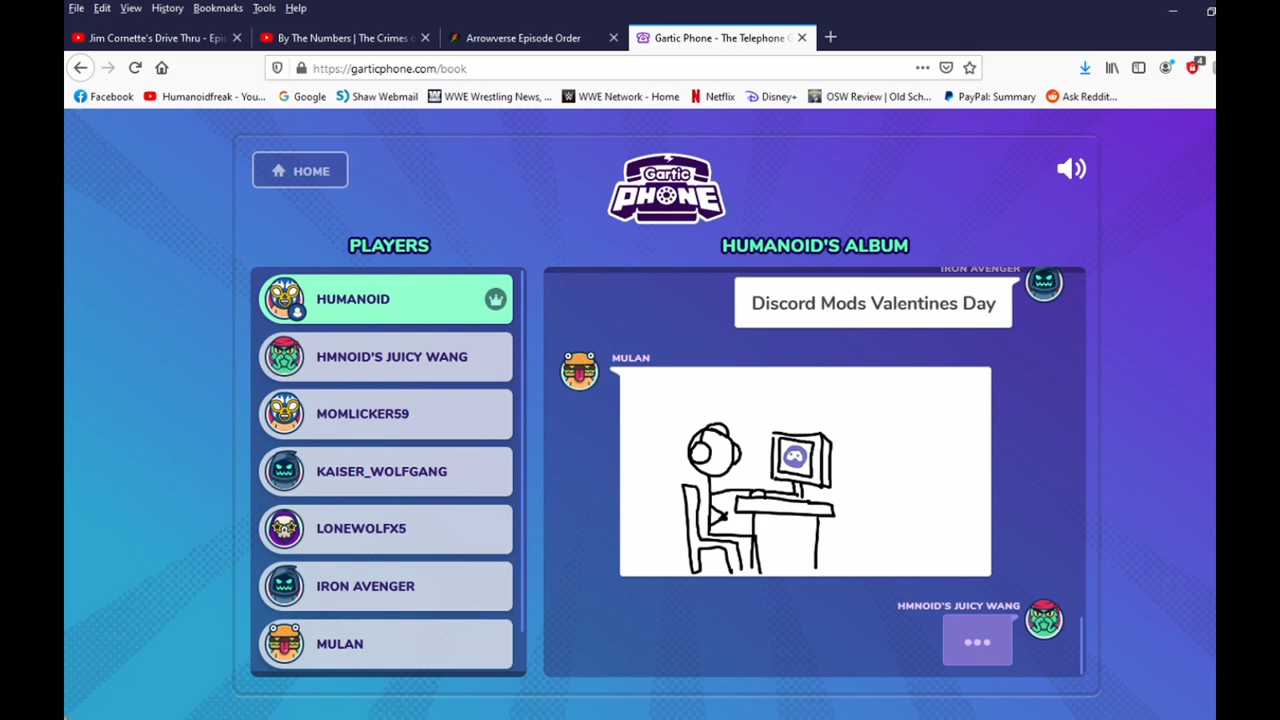 File Edit View History Bookmarks Tools Help
Jim Cornette's Drive Thru - Epi
By The Numbers | The Crimes
Arrowverse Episode Order
Gartic Phone - The Telephone
https://garticphone.com/book
4
Facebook
Humanoidfreak - You...
Google
Shaw Webmail
WWE Wrestling News, ...
WWE Network - Home
Netflix
Disney+
OSW Review | Old Sch...
PayPal: Summary
Ask Reddit...
HOME
Gartic
PHONE
PLAYERS
HUMANOID
HMNOID'S JUICY WANG
MOMLICKER59
KAISER_WOLFGANG
LONEWOLFX5
IRON AVENGER
MULAN
HUMANOID'S ALBUM
IRON AVENGER
Discord Mods Valentines Day
MULAN
HMNOID'S JUICY WANG